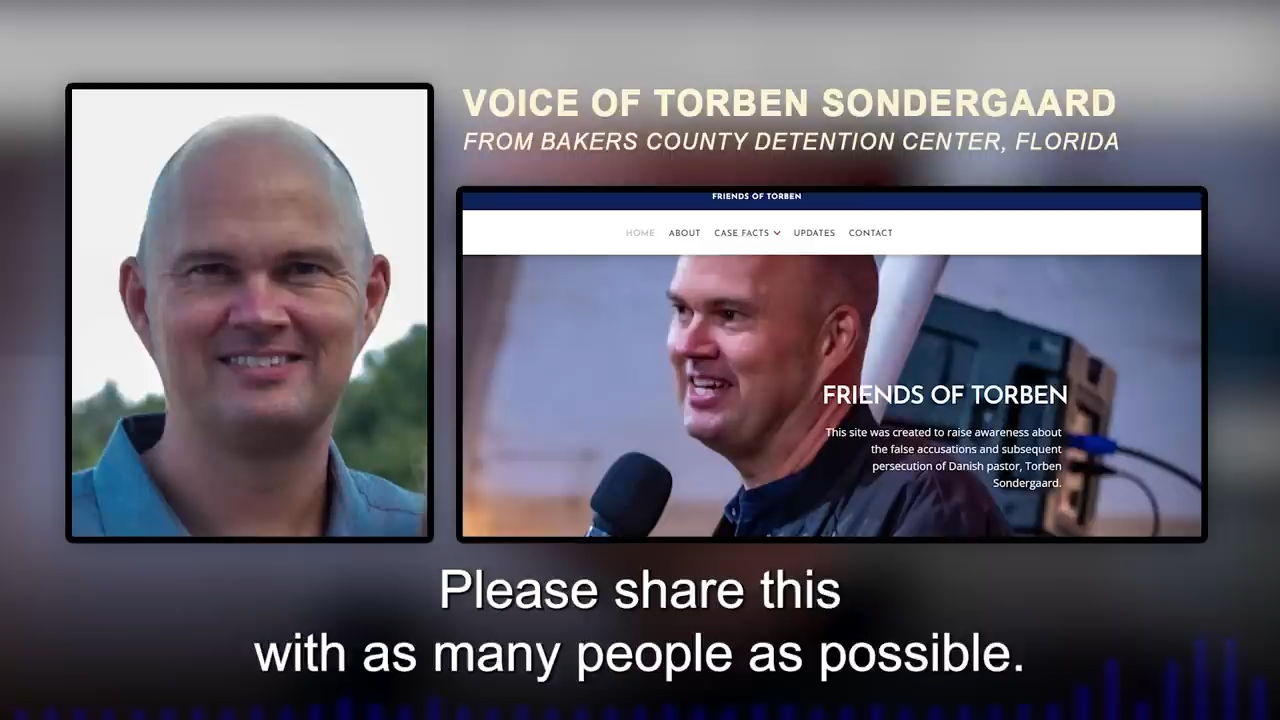 VOICE OF TORBEN SONDERGAARD
FROM BAKERS COUNTY DETENTION CENTER, FLORIDA
FRIENDS OF TORBEN
HOME ABOUT CASE FACTS UPDATES CONTACT
FRIENDS OF TORBEN
This site was created to raise awareness about
the false accusations and subsequent
persecution of Danish pastor, Torben
Sondergaard.
Please share this
with as many people as possible.